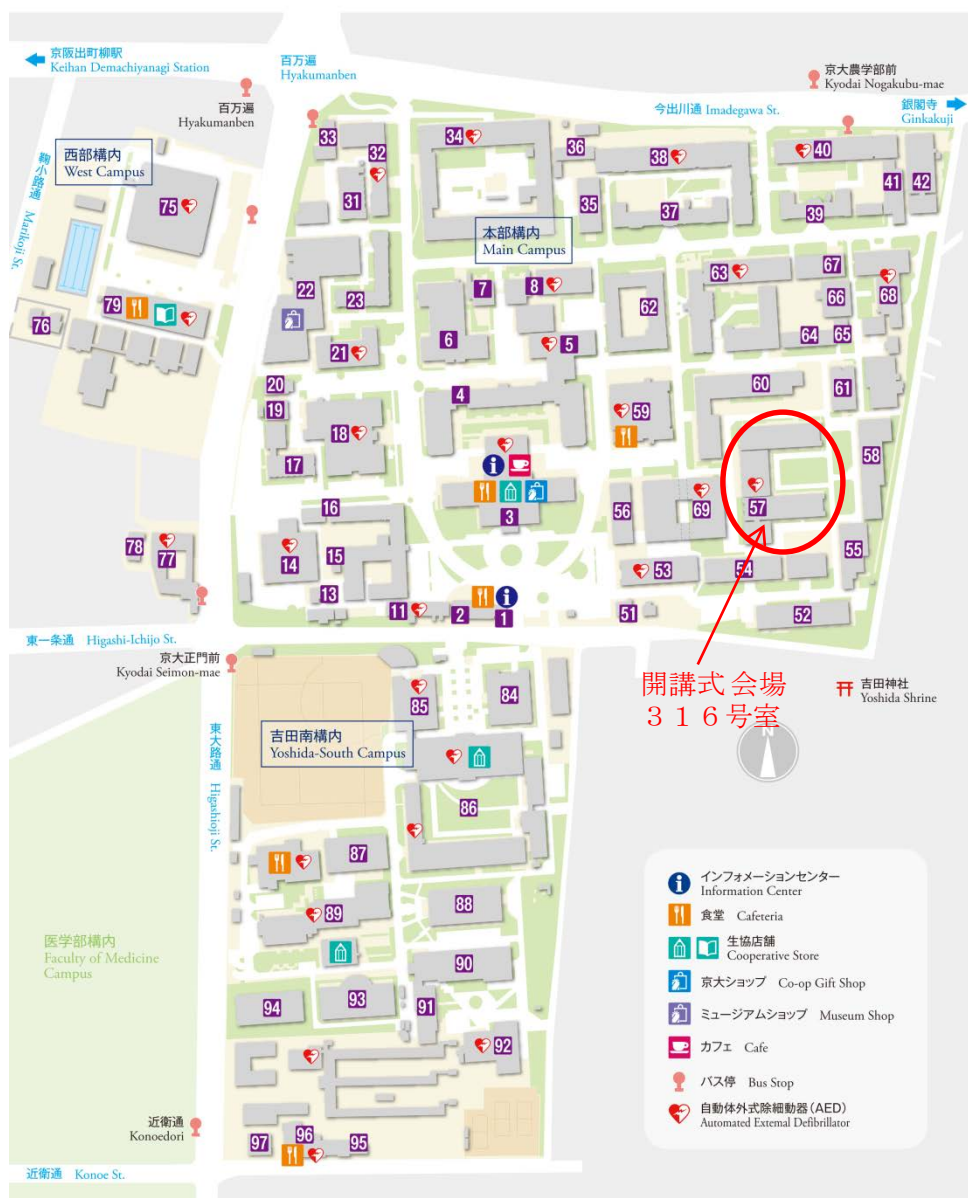 京阪出町柳駅
Keihan Demachiyanagi Station
百万遍
Hyakumanben
京大農学部前
Kyodai Nogakubu-mae
百万遍
Hyakumanben
今出川通 Imadegawa St.
銀閣寺
Ginkakuji
西部構内
West Campus
鞠小路通 Marikoji St.
本部構内
Main Campus
33
32
31
34
36
35
38
37
40
39
41
42
75
79
76
22
23
21
20
19
18
17
7
8
6
5
4
62
63
67
66
68
64
65
60
61
59
58
3
16
15
14
13
11
2
1
56
69
57
55
53
54
51
52
78
77
東一条通 Higashi-Ichijo St.
京大正門前
Kyodai Seimon-mae
開講式 会場
316号室
吉田神社
Yoshida Shrine
N
東大路通 Higashioji St.
吉田南構内
Yoshida-South Campus
85
84
86
87
88
89
90
91
92
93
94
医学部構内
Faculty of Medicine
Campus
近衛通
Konoedori
97
96
95
近衛通 Konoe St.
インフォメーションセンター
Information Center
食堂 Cafeteria
生協店舗
Cooperative Store
京大ショップ Co-op Gift Shop
ミュージアムショップ Museum Shop
カフェ Cafe
バス停 Bus Stop
自動体外式除細動器(AED)
Automated External Defibrillator